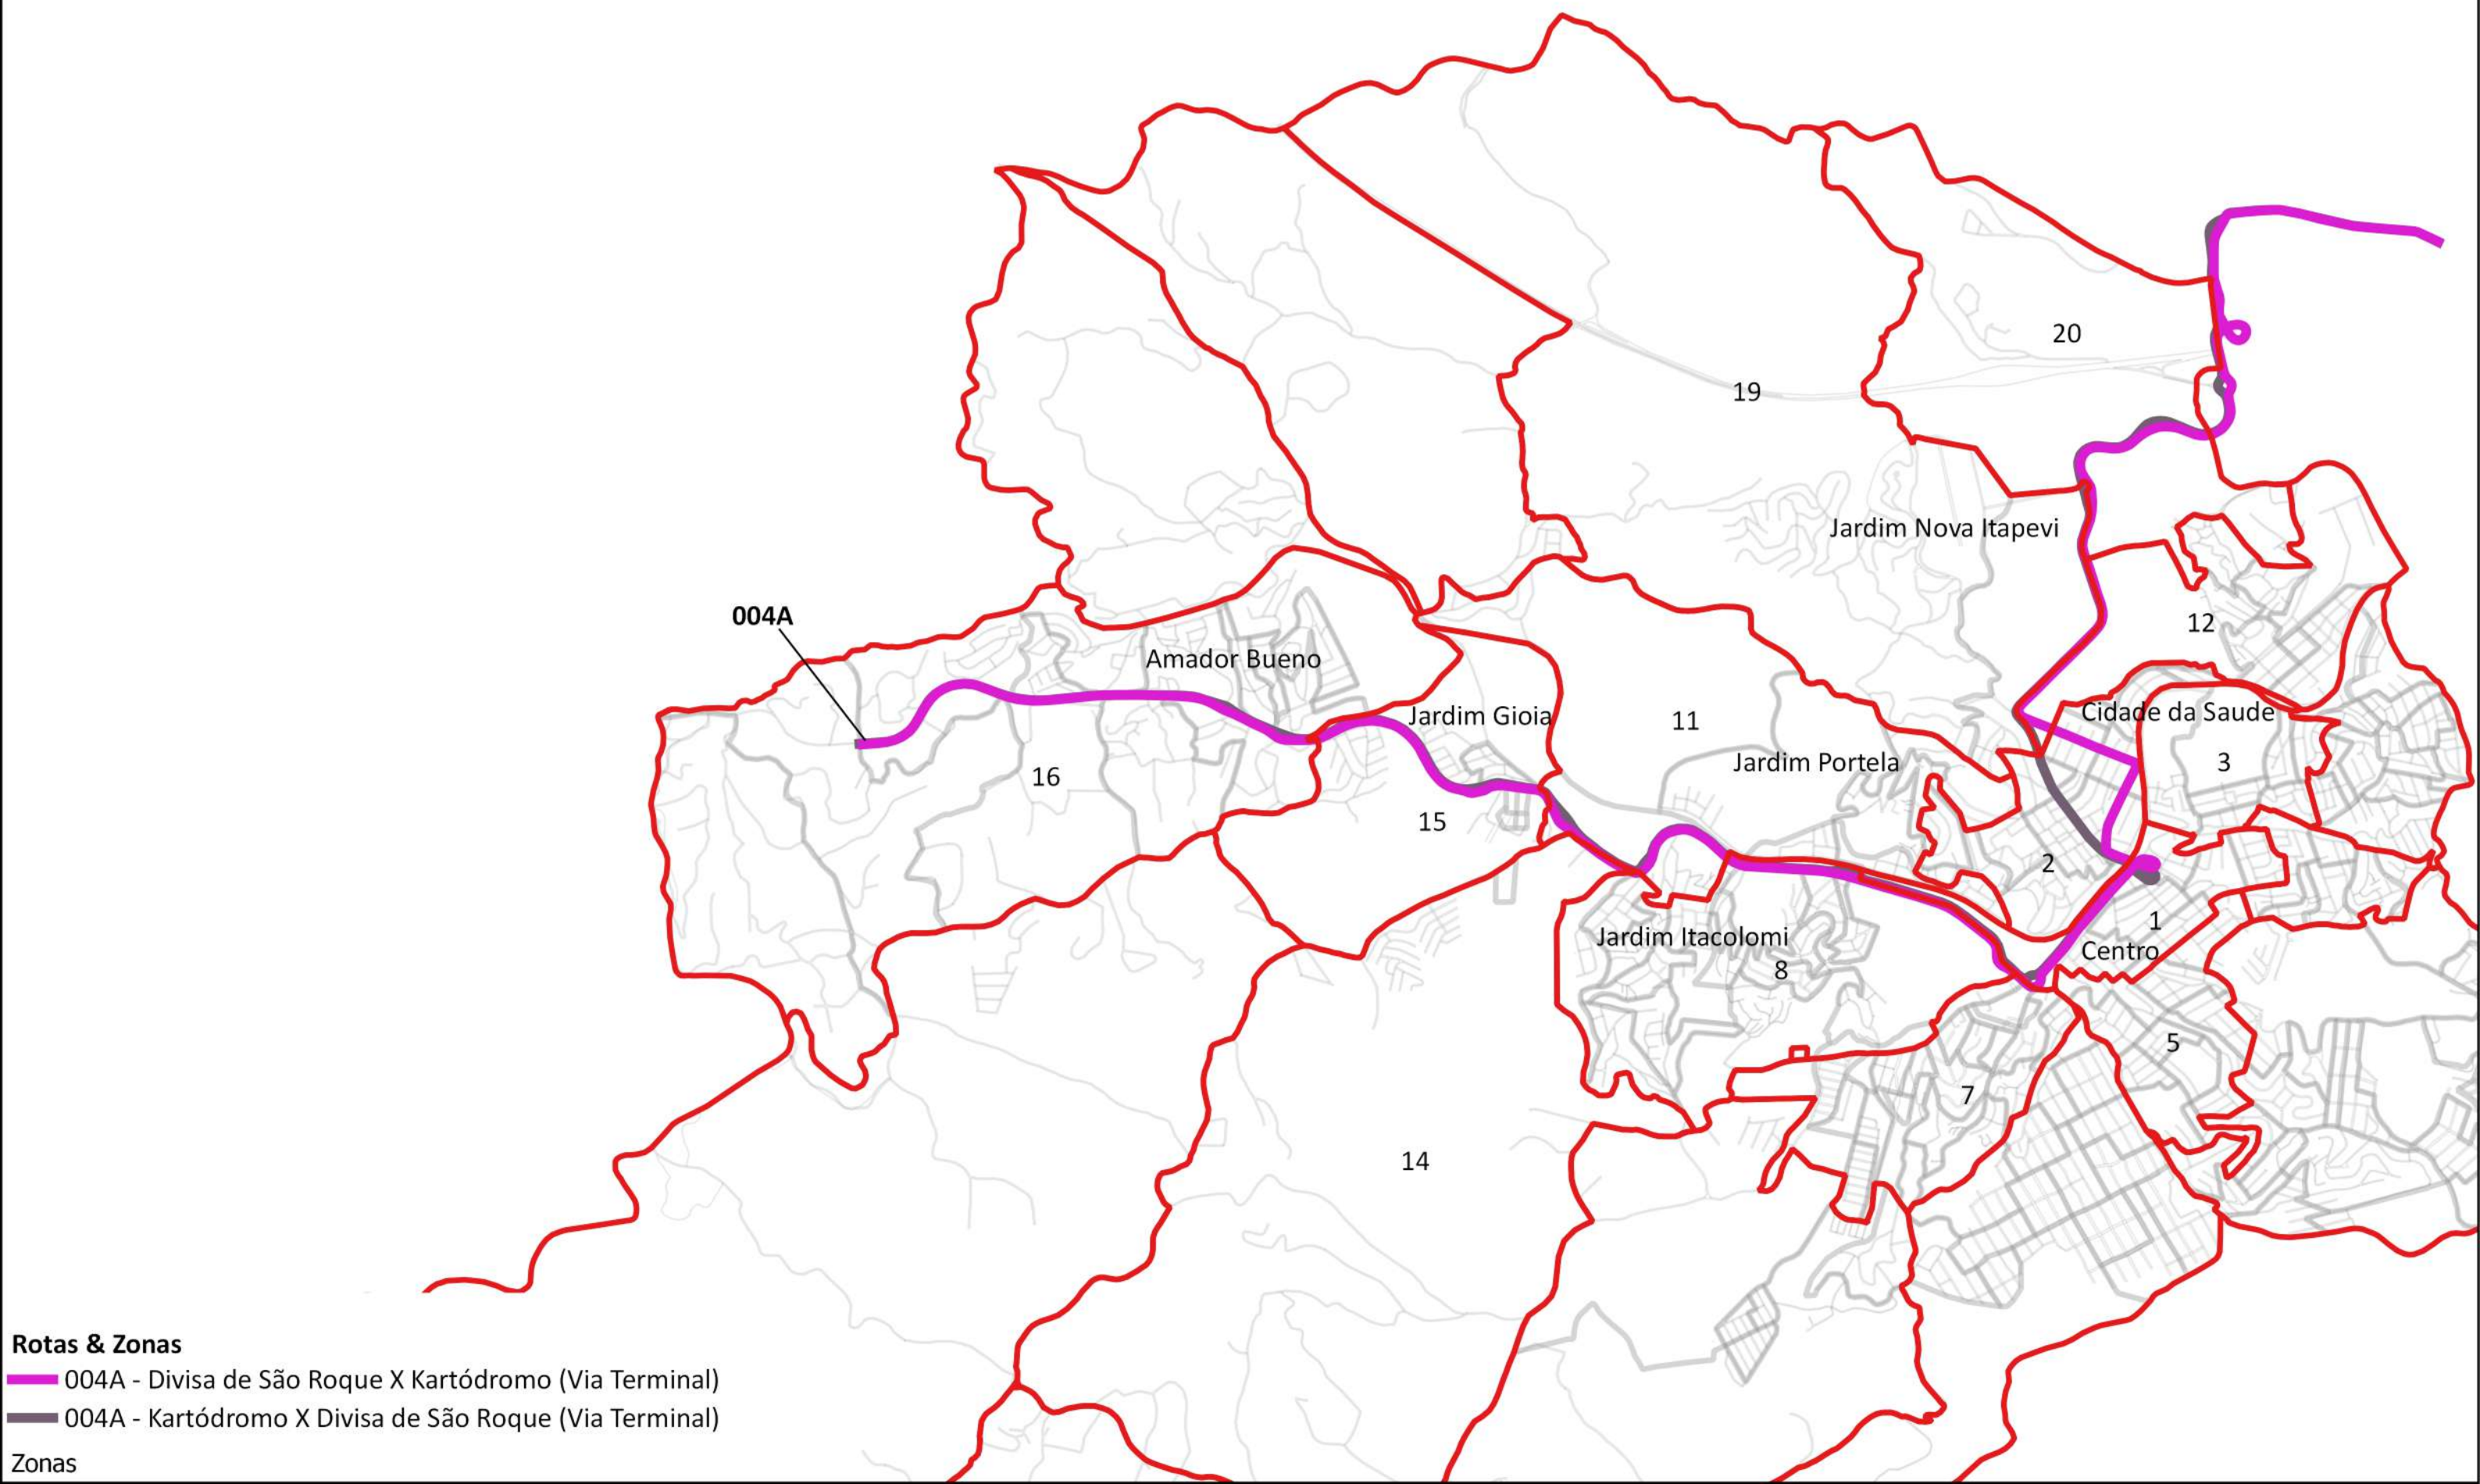 20
19
Jardim Nova Itapevi
004A
12
Amador Bueno
Jardim Gioia
11
Cidade da Saude
Jardim Portela
3
16
15
2
1
Jardim Itacolomi
Centro
8
5
7
14
Rotas & Zonas
004A - Divisa de São Roque X Kartódromo (Via Terminal)
004A - Kartódromo X Divisa de São Roque (Via Terminal)
Zonas